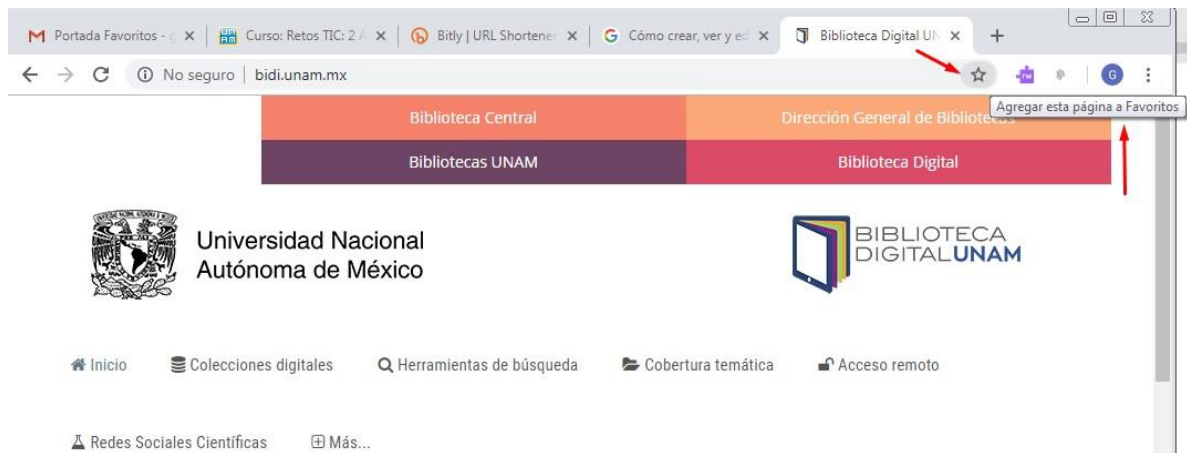 Portada Favoritos - g
Curso: Retos TIC: 2 A
Bitly | URL Shortener
Cómo crear, ver y ed
Biblioteca Digital UN
No seguro | bidi.unam.mx
G
Agregar esta página a Favoritos
Biblioteca Central
Dirección General de Bibliotecas
Bibliotecas UNAM
Biblioteca Digital
Universidad Nacional
Autónoma de México
BIBLIOTECA
DIGITALUNAM
Inicio
Colecciones digitales
Herramientas de búsqueda
Cobertura temática
Acceso remoto
Redes Sociales Científicas
Más...